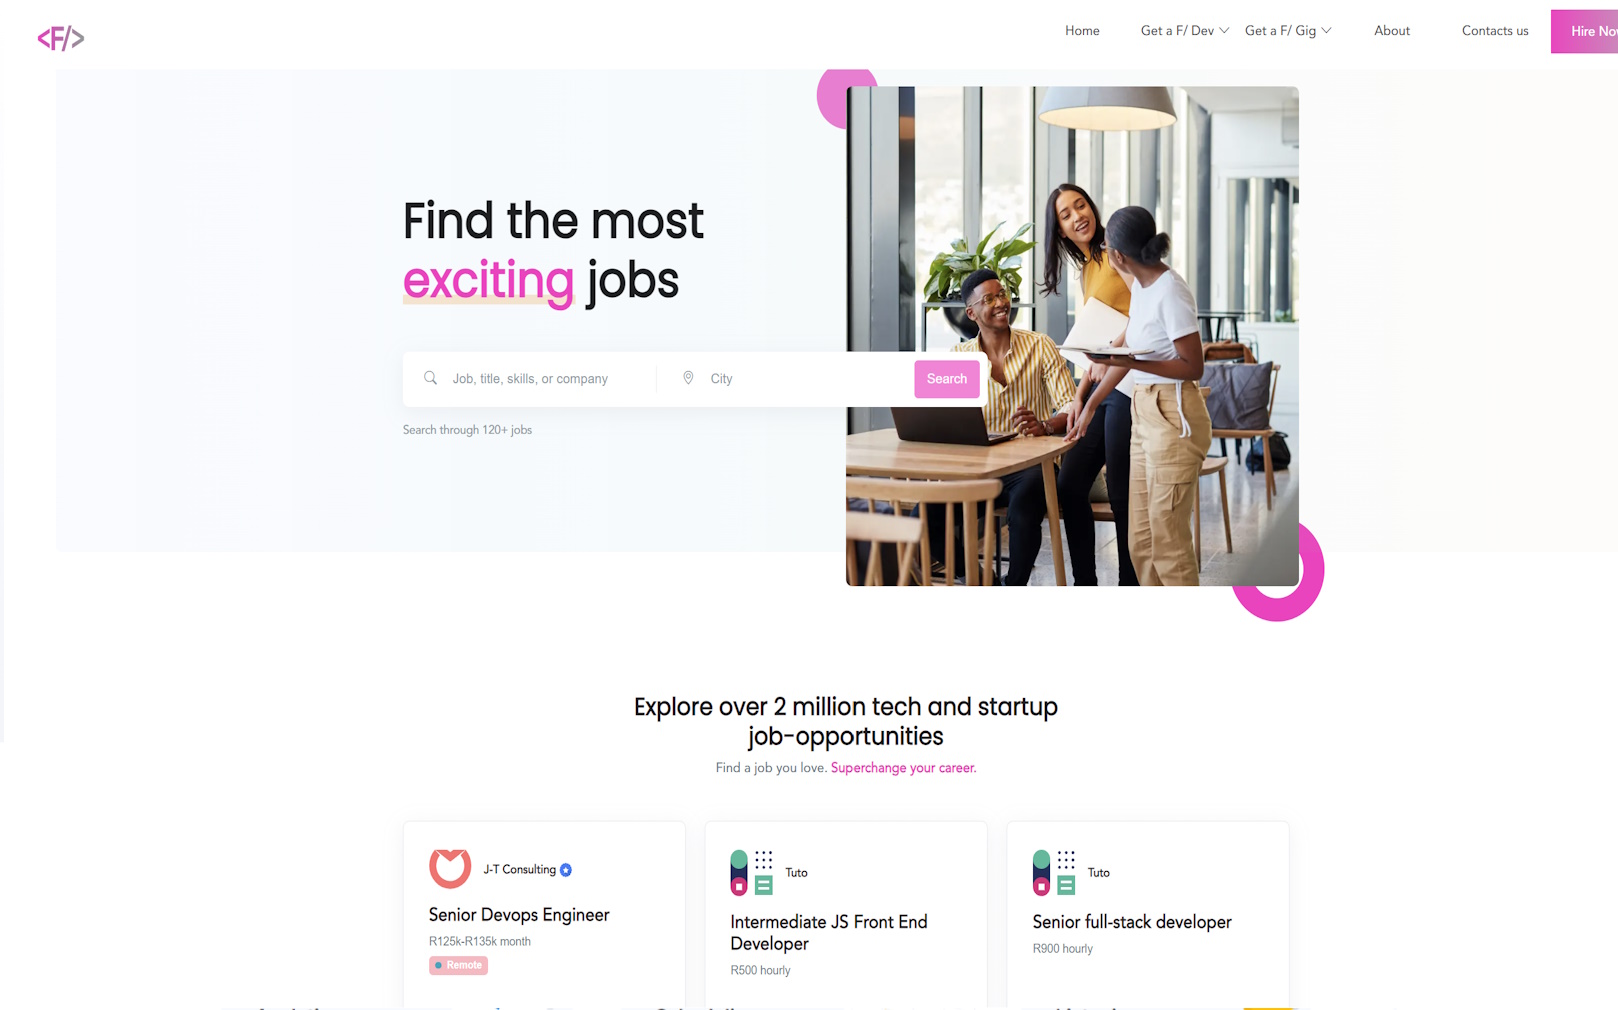 <F/>
Home
Get a F/ Dev
Get a F/ Gig
About
Contacts us
Hire
Find the most
exciting jobs
Job, title, skills, or company
City
Search
Search through 120+ jobs
Explore over 2 million tech and startup
job-opportunities
Find a job you love. Superchange your career.
J-T Consulting
Senior Devops Engineer
R125k-R135k month
Remote
Tuto
Intermediate JS Front End
Developer
R500 hourly
Tuto
Senior full-stack developer
R900 hourly